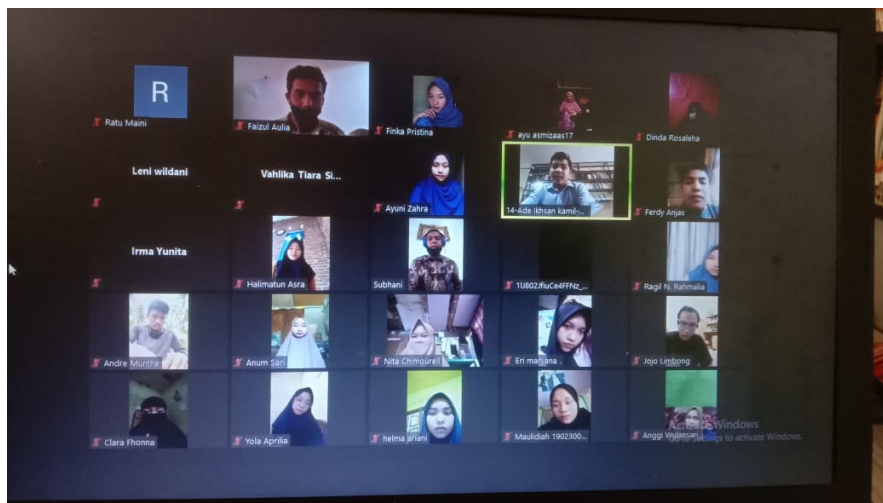 R
Ratu Maini
Faizul Aulia
Finka Pristina
ayu asmizaas17
Dinda Rosaleha
Leni wildani
Vahlika Tiara Si...
Ayuni Zahra
14-Ade Ikhsan kamil-...
Ferdy Anjas
Irma Yunita
Halimatun Asra
Subhani
Ragil N. Rahmalia
Andre Munthe
Anum Sari
Nita Chimqurell
Eri maryana
Jojo Limbong
Clara Fhonna
Yola Aprilia
helma ariani
Maulidiah 1902300...
Anggi Wulansari
Activate Windows
Go to Settings to activate Windows.